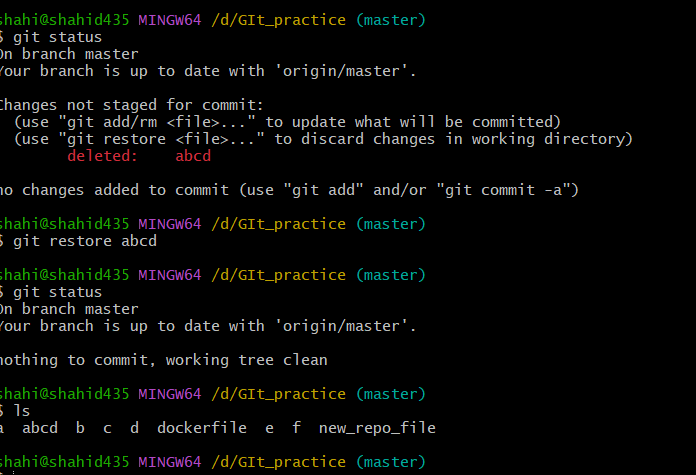 shahi@shahid435 MINGW64 /d/GIt_practice (master)
$ git status
On branch master
Your branch is up to date with 'origin/master'.
Changes not staged for commit:
(use "git add/rm <file>..." to update what will be committed)
(use "git restore <file>..." to discard changes in working directory)
deleted: abcd
no changes added to commit (use "git add" and/or "git commit -a")
shahi@shahid435 MINGW64 /d/GIt_practice (master)
$ git restore abcd
shahi@shahid435 MINGW64 /d/GIt_practice (master)
$ git status
On branch master
Your branch is up to date with 'origin/master'.
nothing to commit, working tree clean
shahi@shahid435 MINGW64 /d/GIt_practice (master)
$ ls
a abcd b c d dockerfile e f new_repo_file
shahi@shahid435 MINGW64 /d/GIt_practice (master)